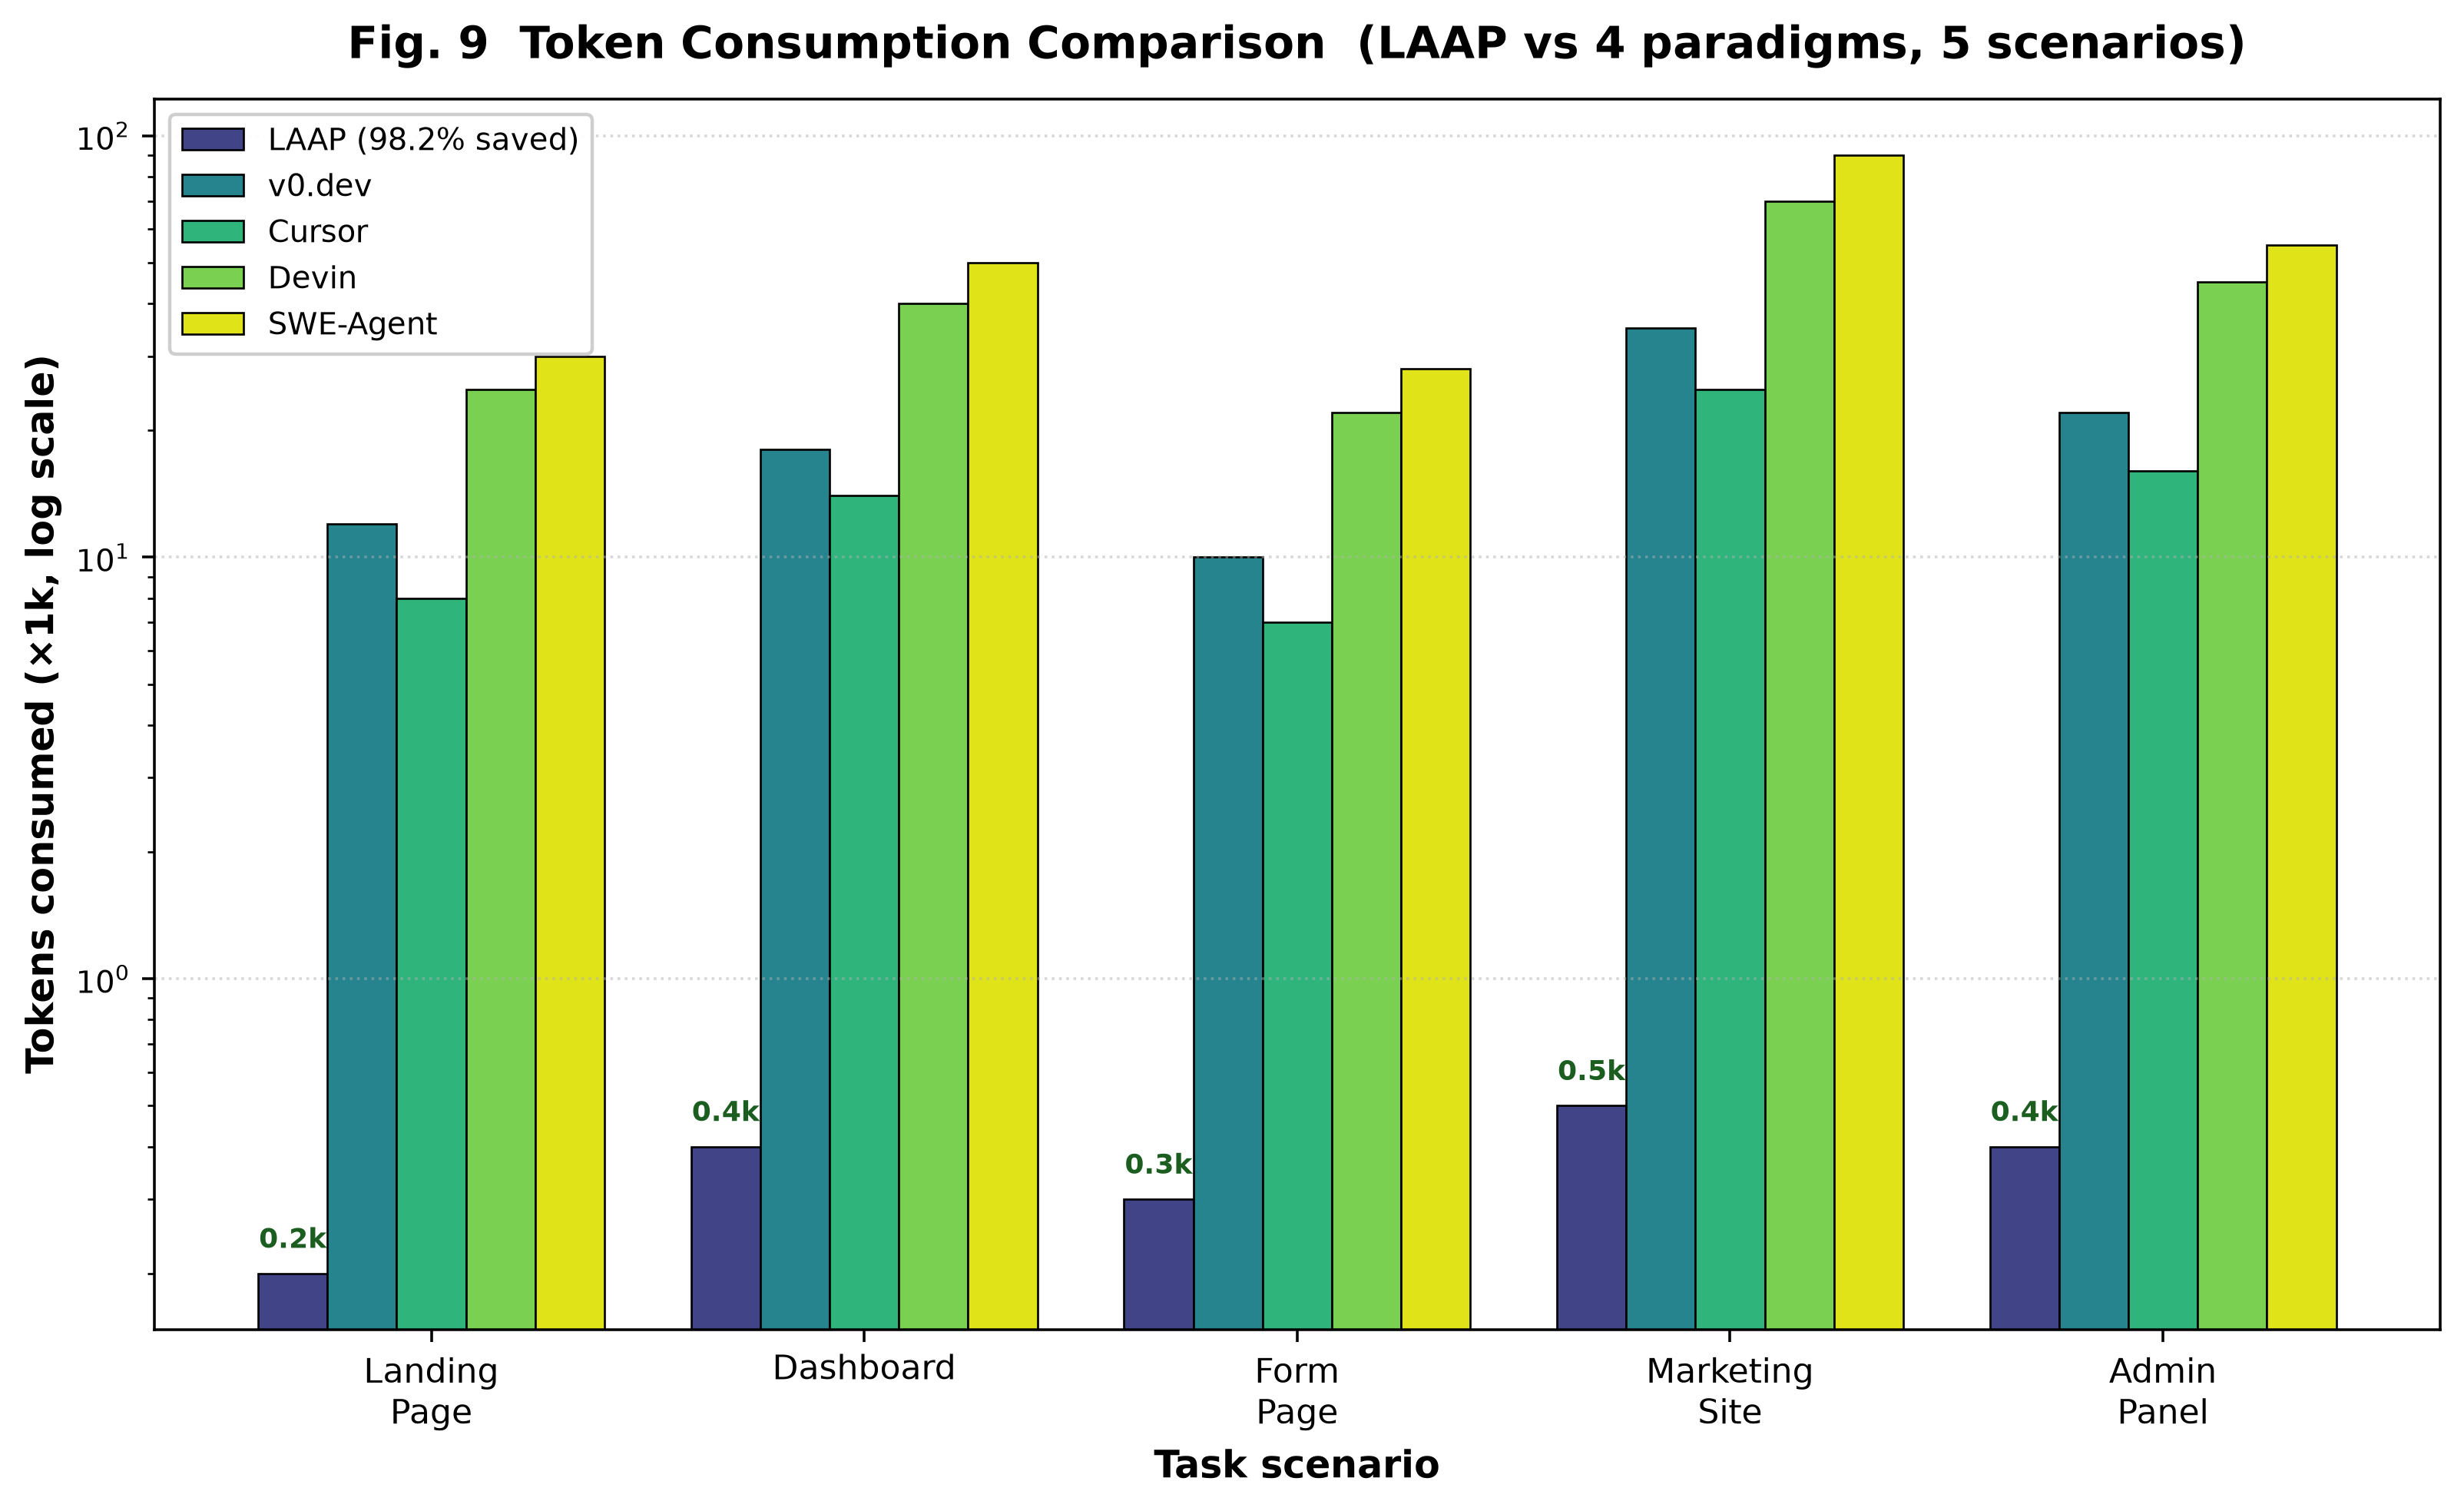 Fig. 9  Token Consumption Comparison  (LAAP vs 4 paradigms, 5 scenarios)
LAAP (98.2% saved)
v0.dev
Cursor
Devin
SWE-Agent
Tokens consumed (×1k, log scale)
10²
10¹
10⁰
0.2k
0.4k
0.3k
0.5k
0.4k
Landing
Page
Dashboard
Form
Page
Marketing
Site
Admin
Panel
Task scenario